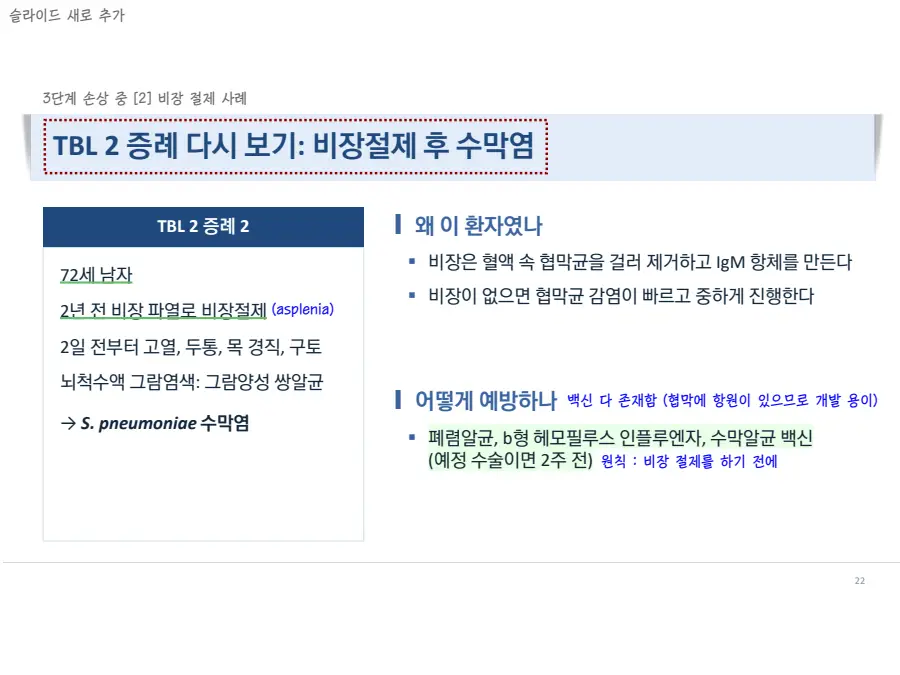 슬라이드 새로 추가
3단계 손상 중 [2] 비장 절제 사례
TBL 2 증례 다시 보기: 비장절제 후 수막염
TBL 2 증례 2
72세 남자
2년 전 비장 파열로 비장절제 (asplenia)
2일 전부터 고열, 두통, 목 경직, 구토
뇌척수액 그람염색: 그람양성 쌍알균
→ S. pneumoniae 수막염
왜 이 환자였나
▪ 비장은 혈액 속 협막균을 걸러 제거하고 IgM 항체를 만든다
▪ 비장이 없으면 협막균 감염이 빠르고 중하게 진행한다
어떻게 예방하나 백신 다 존재함 (협막에 항원이 있으므로 개발 용이)
▪ 폐렴알균, b형 헤모필루스 인플루엔자, 수막알균 백신
(예정 수술이면 2주 전) 원칙 : 비장 절제를 하기 전에
22